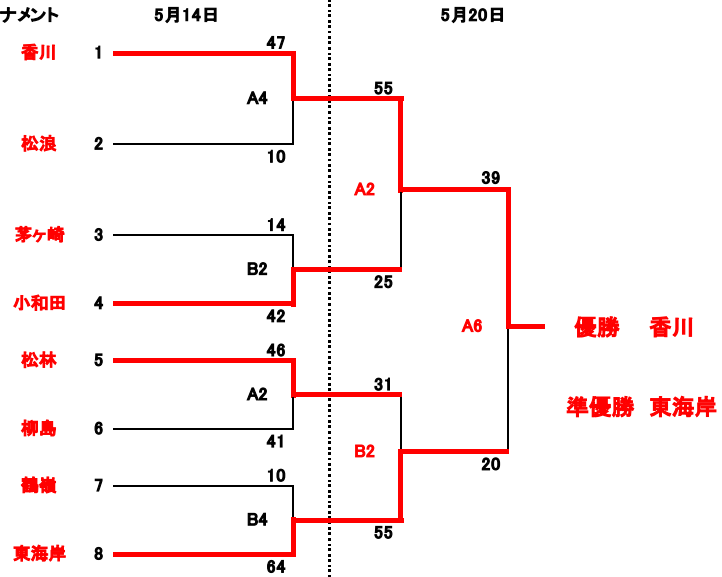 ナメント 5月14日 5月20日
47
香川 1
55
A4
松浪 2
10
39
A2
14
茅ヶ崎 3
B2
25
小和田 4
42
A6 優勝 香川
46
松林 5
31
A2
準優勝 東海岸
柳島 6
41
B2
20
10
鶴嶺 7
B4
55
東海岸 8
64